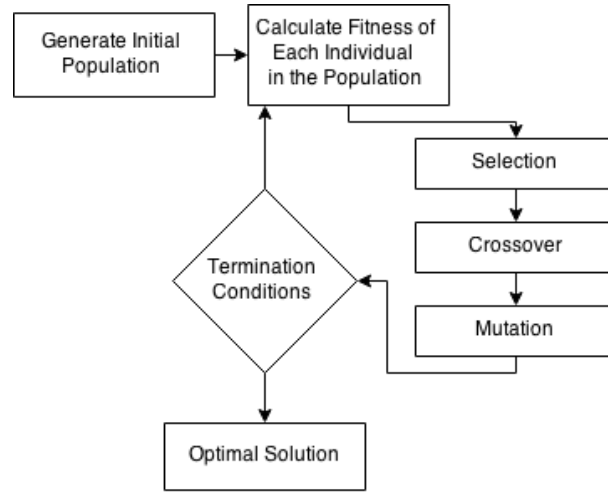 Generate Initial
Population
Calculate Fitness of
Each Individual
in the Population
Selection
Crossover
Mutation
Termination
Conditions
Optimal Solution